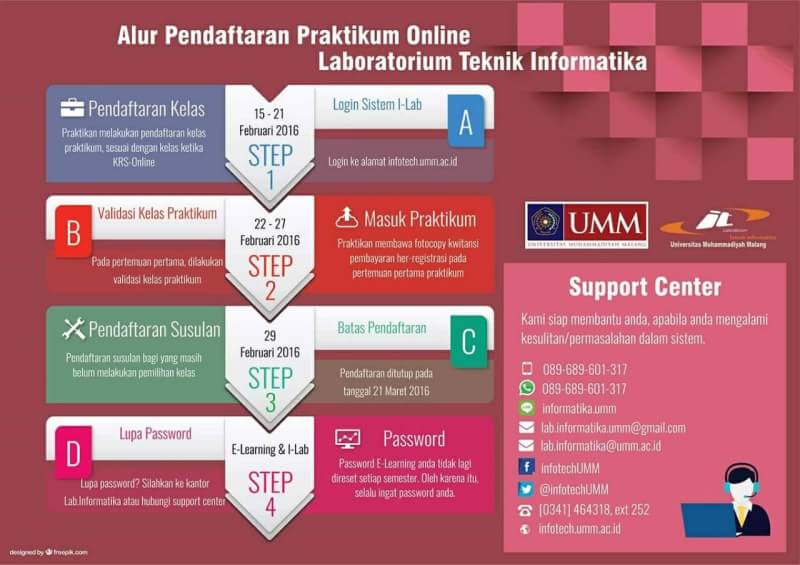 Alur Pendaftaran Praktikum Online
Laboratorium Teknik Informatika
Pendaftaran Kelas
Praktikan melakukan pendaftaran kelas
praktikum, sesuai dengan kelas ketika
KRS-Online
15 - 21
Februari 2016
STEP
1
Login Sistem I-Lab
A
Login ke alamat infotech.umm.ac.id
B
Validasi Kelas Praktikum
Pada pertemuan pertama, dilakukan
validasi kelas praktikum
22 - 27
Februari 2016
STEP
2
Masuk Praktikum
Praktikan membawa fotocopy kwitansi
pembayaran her-registrasi pada
pertemuan pertama praktikum
Pendaftaran Susulan
Pendaftaran susulan bagi yang masih
belum melakukan pemilihan kelas
29
Februari 2016
STEP
3
Batas Pendaftaran
C
Pendaftaran ditutup pada
tanggal 21 Maret 2016
D
Lupa Password
Lupa password? Silahkan ke kantor
Lab.Informatika atau hubungi support center
E-Learning & I-Lab
STEP
4
Password
Password E-Learning anda tidak lagi
direset setiap semester. Oleh karena itu,
selalu ingat password anda.
UMM
UNIVERSITAS MUHAMMADIYAH MALANG
it
Laboratorium
Teknik Informatika
Universitas Muhammadiyah Malang
Support Center
Kami siap membantu anda, apabila anda mengalami
kesulitan/permasalahan dalam sistem.
089-689-601-317
089-689-601-317
informatika.umm
lab.informatika.umm@gmail.com
lab.informatika@umm.ac.id
infotechUMM
@infotechUMM
[0341] 464318, ext 252
infotech.umm.ac.id
designed by freepik.com